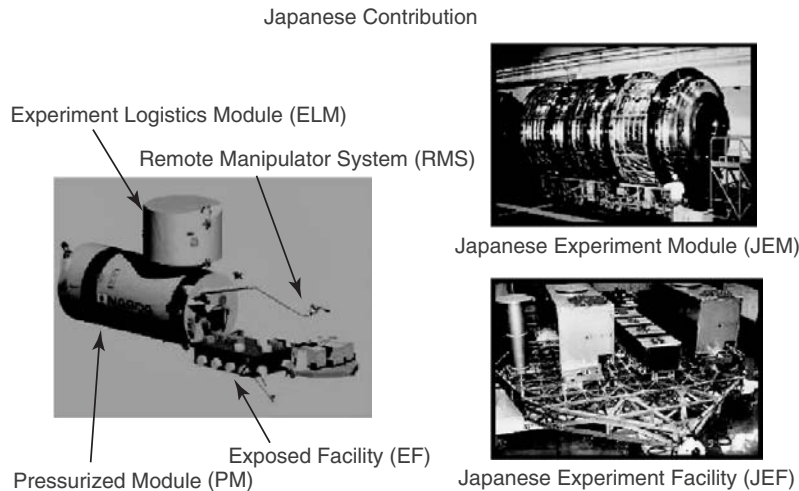 Japanese Contribution
Experiment Logistics Module (ELM)
Remote Manipulator System (RMS)
NASDA
Japanese Experiment Module (JEM)
Exposed Facility (EF)
Pressurized Module (PM)
Japanese Experiment Facility (JEF)